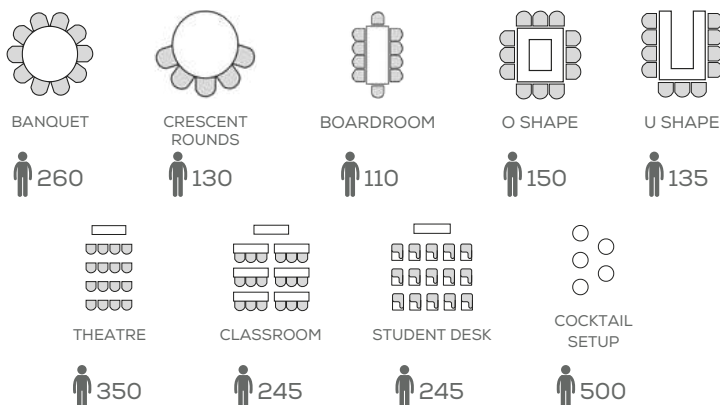 BANQUET
CRESCENT
ROUNDS
BOARDROOM
O SHAPE
U SHAPE
260
130
110
150
135
THEATRE
CLASSROOM
STUDENT DESK
COCKTAIL
SETUP
350
245
245
500